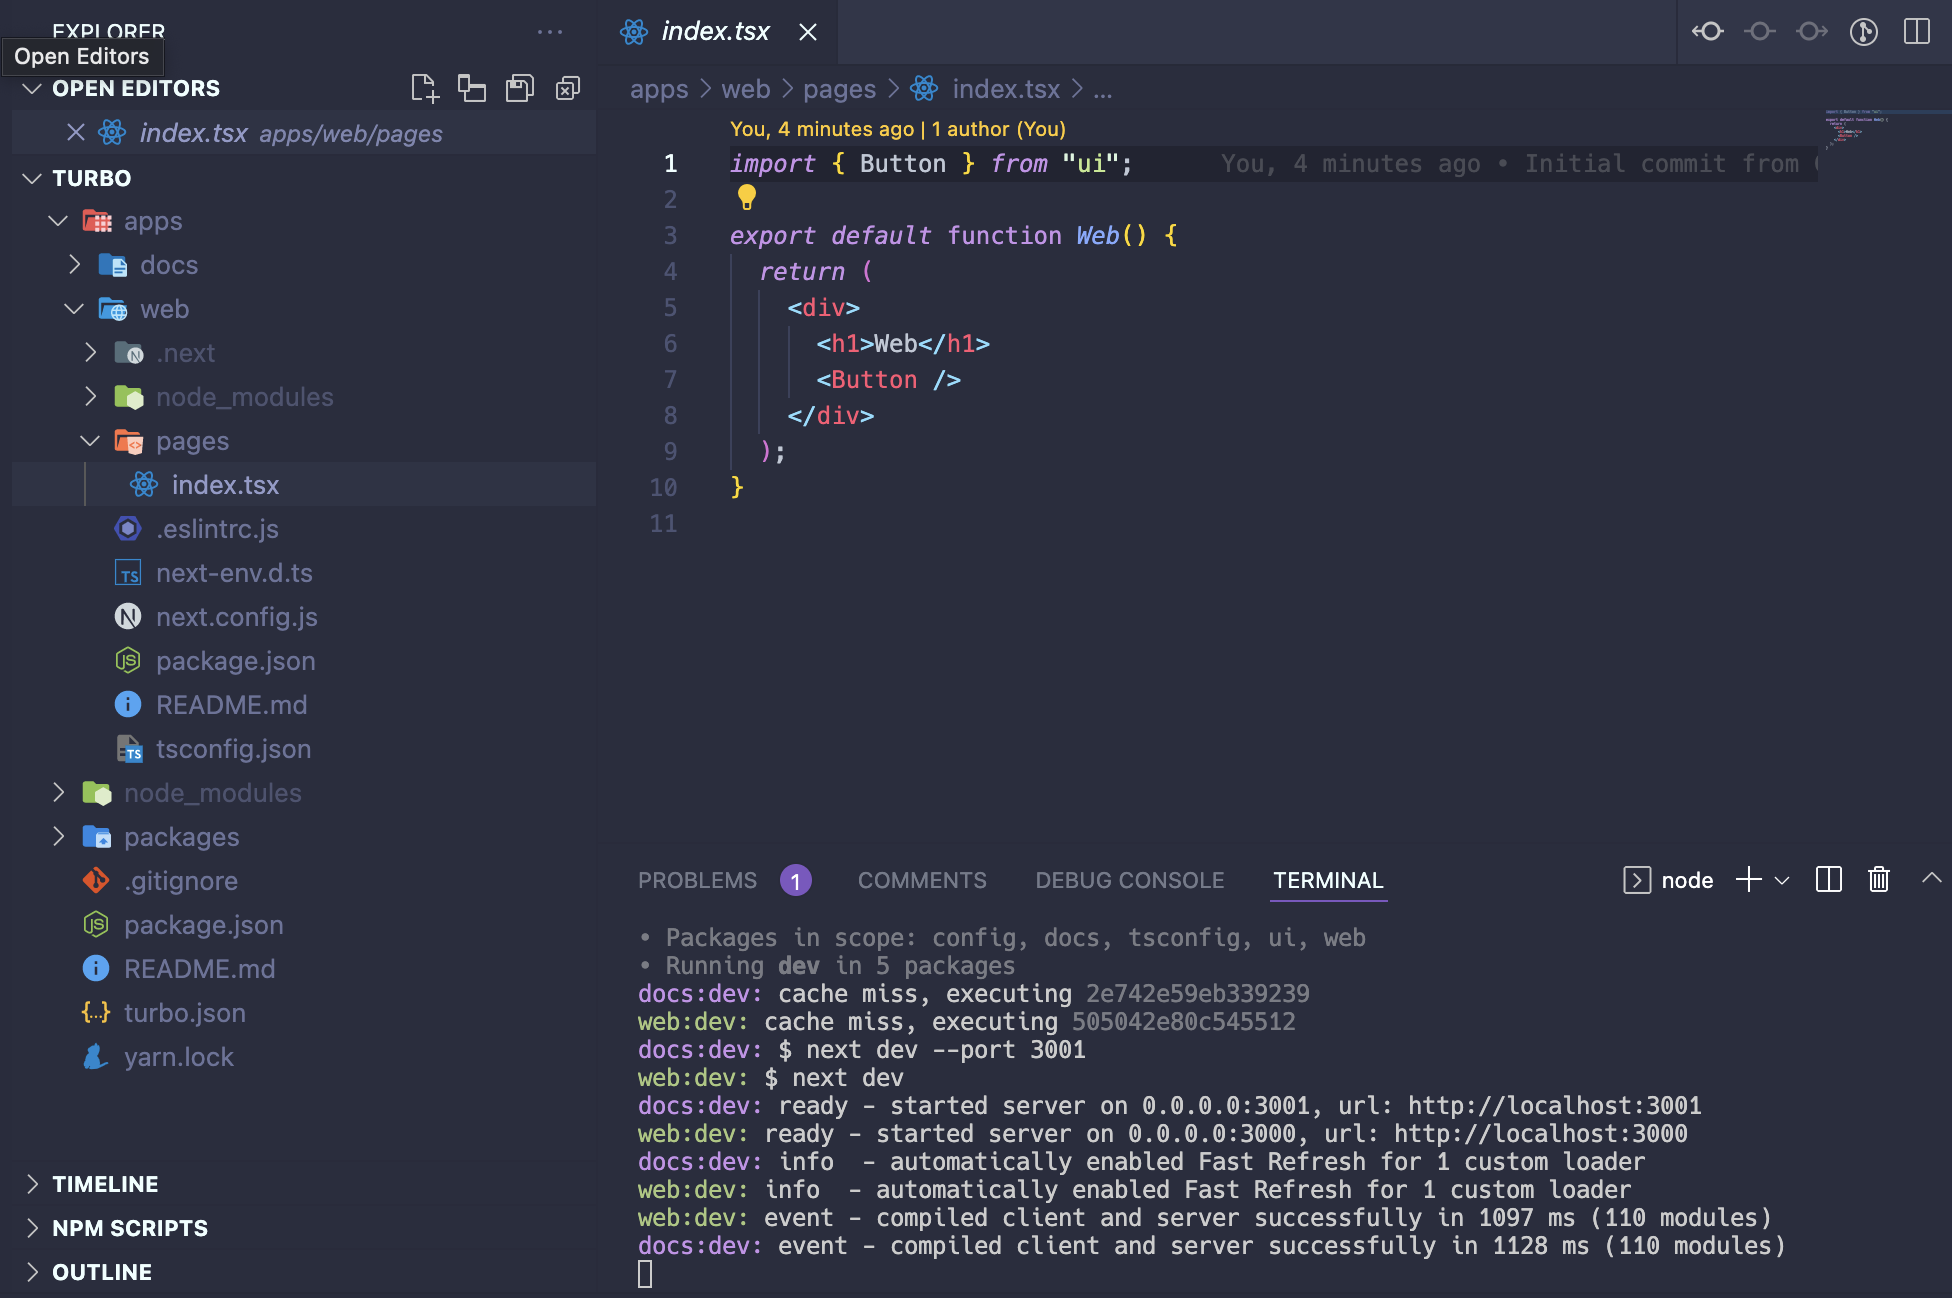 EXPLORER
Open Editors
OPEN EDITORS
index.tsx apps/web/pages
TURBO
apps
docs
web
.next
node_modules
pages
index.tsx
.eslintrc.js
next-env.d.ts
next.config.js
package.json
README.md
tsconfig.json
node_modules
packages
.gitignore
package.json
README.md
turbo.json
yarn.lock
TIMELINE
NPM SCRIPTS
OUTLINE
index.tsx
apps > web > pages > index.tsx > ...
You, 4 minutes ago | 1 author (You)
1 import { Button } from "ui"; You, 4 minutes ago • Initial commit from
2
3 export default function Web() {
4 return (
5 <div>
6 <h1>Web</h1>
7 <Button />
8 </div>
9 );
10 }
11
PROBLEMS 1 COMMENTS DEBUG CONSOLE TERMINAL node
• Packages in scope: config, docs, tsconfig, ui, web
• Running dev in 5 packages
docs:dev: cache miss, executing 2e742e59eb339239
web:dev: cache miss, executing 505042e80c545512
docs:dev: $ next dev --port 3001
web:dev: $ next dev
docs:dev: ready - started server on 0.0.0.0:3001, url: http://localhost:3001
web:dev: ready - started server on 0.0.0.0:3000, url: http://localhost:3000
docs:dev: info  - automatically enabled Fast Refresh for 1 custom loader
web:dev: info  - automatically enabled Fast Refresh for 1 custom loader
web:dev: event - compiled client and server successfully in 1097 ms (110 modules)
docs:dev: event - compiled client and server successfully in 1128 ms (110 modules)